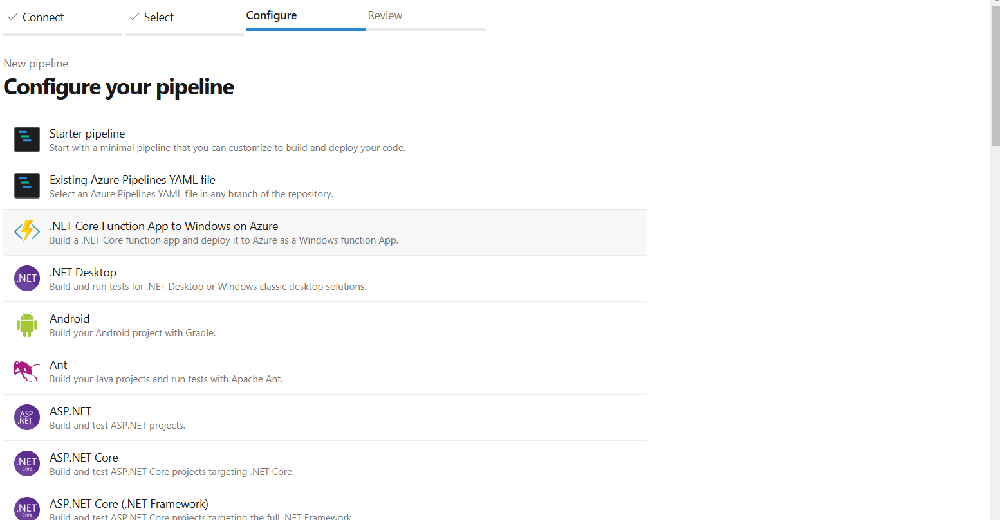 Connect
Select
Configure
Review
New pipeline
Configure your pipeline
Starter pipeline
Start with a minimal pipeline that you can customize to build and deploy your code.
Existing Azure Pipelines YAML file
Select an Azure Pipelines YAML file in any branch of the repository.
.NET Core Function App to Windows on Azure
Build a .NET Core function app and deploy it to Azure as a Windows function App.
.NET
.NET Desktop
Build and run tests for .NET Desktop or Windows classic desktop solutions.
Android
Build your Android project with Gradle.
Ant
Build your Java projects and run tests with Apache Ant.
ASP
.NET
ASP.NET
Build and test ASP.NET projects.
.NET
Core
ASP.NET Core
Build and test ASP.NET Core projects targeting .NET Core.
.NET
Core
ASP.NET Core (.NET Framework)
Build and test ASP.NET Core projects targeting the full .NET Framework.